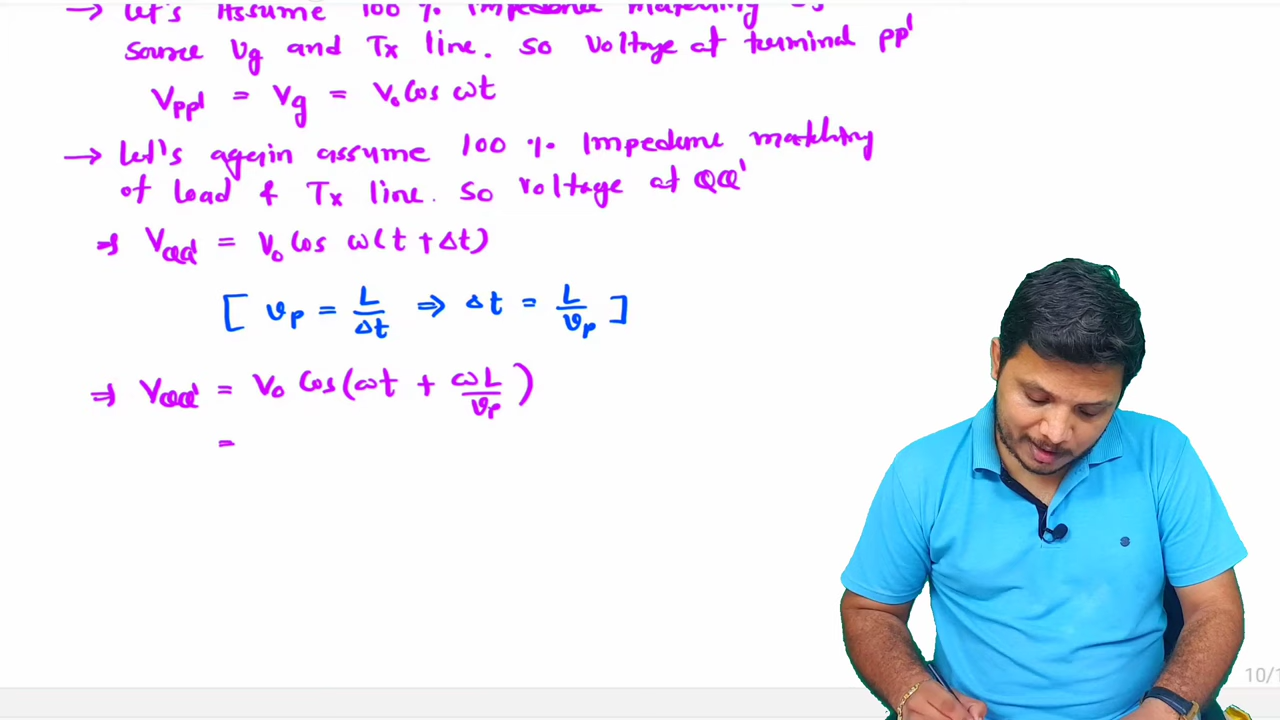 → Let's Assume 100 % Impedance Matching of
source Vg and Tx line. So Voltage at terminal pp'
Vpp' = Vg = V₀ Cos ωt
→ Let's again assume 100 % Impedance matching
of Load & Tx line. So voltage at QQ'
⇒ VQQ' = V₀ Cos ω(t + Δt)
[ vp = L/Δt ⇒ Δt = L/vp ]
⇒ VQQ' = V₀ Cos(ωt + ωL/vp)
=
10/1